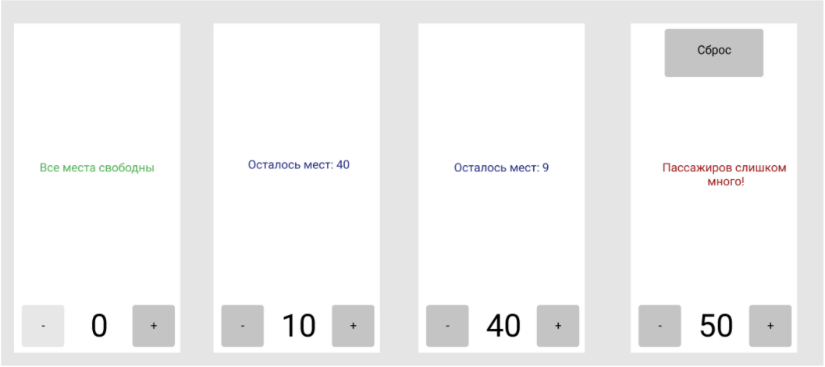 Сброс
Все места свободны
Осталось мест: 40
Осталось мест: 9
Пассажиров слишком
много!
- 0 +
- 10 +
- 40 +
- 50 +